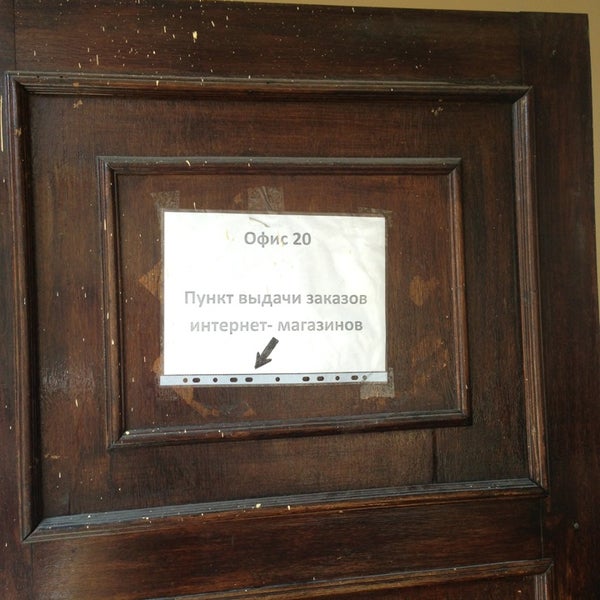 Офис 20
Пункт выдачи заказов
интернет- магазинов